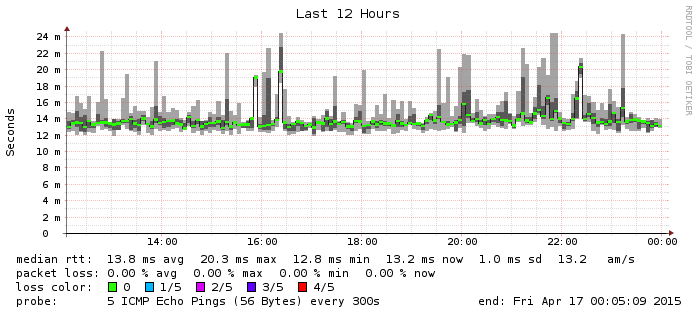 Last 12 Hours
RRDTOOL / TOBI OETIKER
Seconds
24 m
22 m
20 m
18 m
16 m
14 m
12 m
10 m
8 m
6 m
4 m
2 m
0
14:00 16:00 18:00 20:00 22:00 00:00
median rtt: 13.8 ms avg 20.3 ms max 12.8 ms min 13.2 ms now 1.0 ms sd 13.2 am/s
packet loss: 0.00 % avg 0.00 % max 0.00 % min 0.00 % now
loss color: 0 1/5 2/5 3/5 4/5
probe: 5 ICMP Echo Pings (56 Bytes) every 300s end: Fri Apr 17 00:05:09 2015